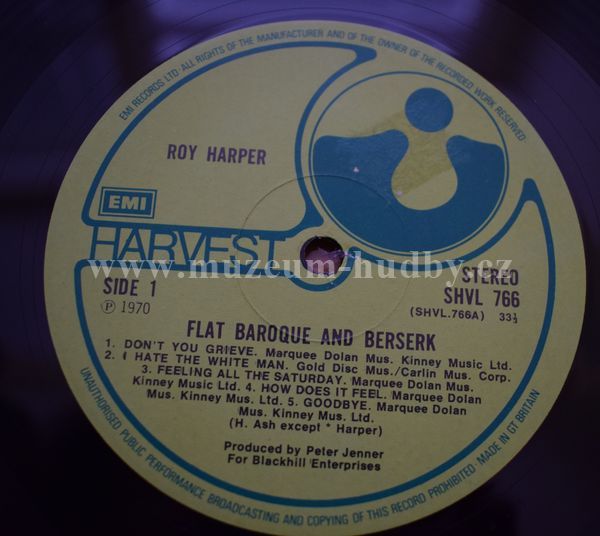 EMI RECORDS LTD ALL RIGHTS OF THE MANUFACTURER AND OF THE OWNER OF THE RECORDED WORK RESERVED
ROY HARPER
EMI
HARVEST
www.muzeum-hudby.cz
STEREO
SIDE 1
SHVL 766
℗ 1970
(SHVL.766A) 33⅓
FLAT BAROQUE AND BERSERK
1. DON'T YOU GRIEVE. Marquee Dolan Mus. Kinney Music Ltd.
2. I HATE THE WHITE MAN. Gold Disc Mus./Carlin Mus. Corp.
3. FEELING ALL THE SATURDAY. Marquee Dolan Mus.
Kinney Music Ltd. 4. HOW DOES IT FEEL. Marquee Dolan
Mus. Kinney Mus. Ltd. 5. GOODBYE. Marquee Dolan
Mus. Kinney Mus. Ltd.
(H. Ash except * Harper)
Produced by Peter Jenner
For Blackhill Enterprises
UNAUTHORISED PUBLIC PERFORMANCE BROADCASTING AND COPYING OF THIS RECORD PROHIBITED. MADE IN GT BRITAIN